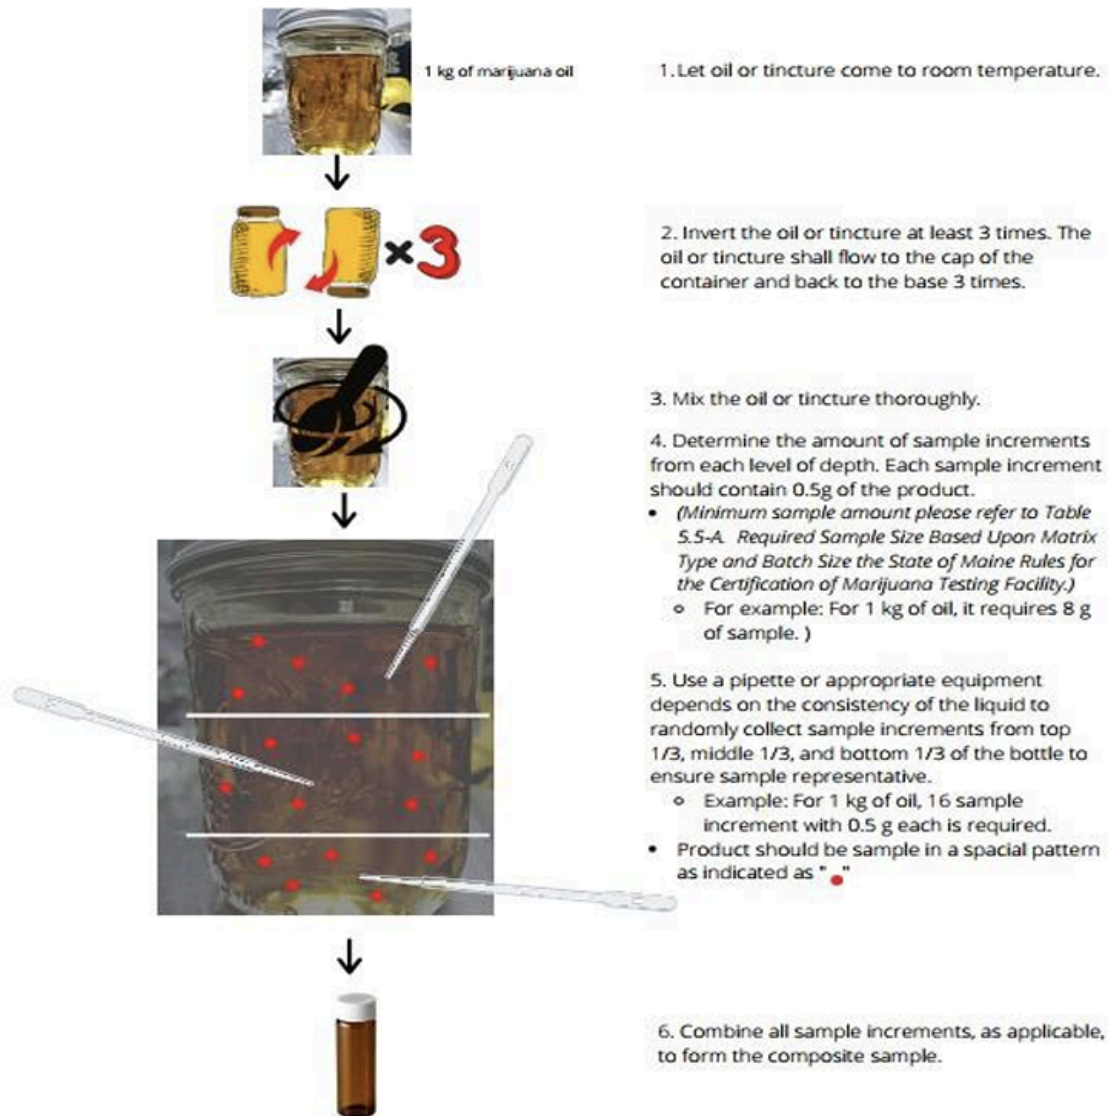 1 kg of marijuana oil
1.Let oil or tincture come to room temperature.
×3
2. Invert the oil or tincture at least 3 times. The
oil or tincture shall flow to the cap of the
container and back to the base 3 times.
3. Mix the oil or tincture thoroughly.
4. Determine the amount of sample increments
from each level of depth. Each sample increment
should contain 0.5g of the product.
• (Minimum sample amount please refer to Table
5.5-A. Required Sample Size Based Upon Matrix
Type and Batch Size the State of Maine Rules for
the Certification of Marijuana Testing Facility.)
○ For example: For 1 kg of oil, it requires 8 g
of sample. )
5. Use a pipette or appropriate equipment
depends on the consistency of the liquid to
randomly collect sample increments from top
1/3, middle 1/3, and bottom 1/3 of the bottle to
ensure sample representative.
○ Example: For 1 kg of oil, 16 sample
increment with 0.5 g each is required.
• Product should be sample in a spacial pattern
as indicated as " "
6. Combine all sample increments, as applicable,
to form the composite sample.